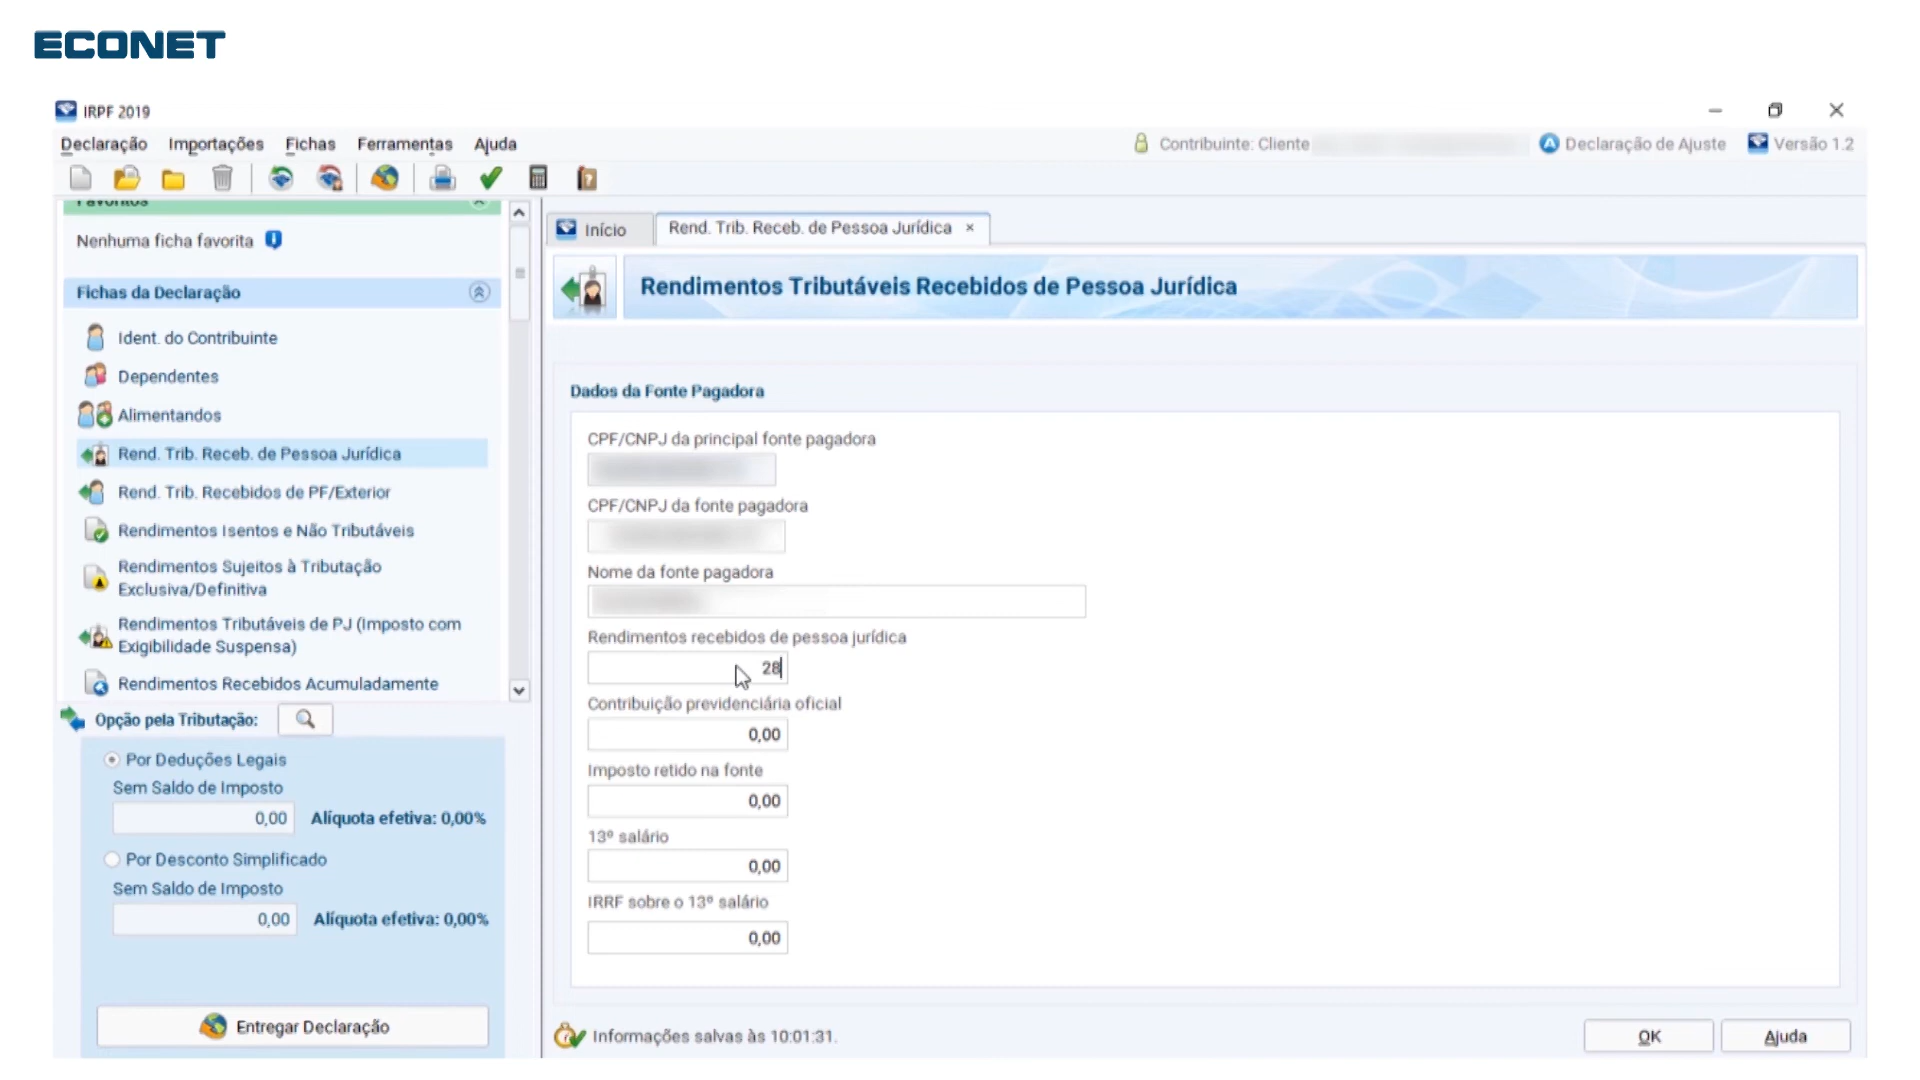 ECONET
IRPF 2019
Declaração Importações Fichas Ferramentas Ajuda
Contribuinte: Cliente
Declaração de Ajuste
Versão 1.2
Favoritos
Nenhuma ficha favorita
Fichas da Declaração
Ident. do Contribuinte
Dependentes
Alimentandos
Rend. Trib. Receb. de Pessoa Jurídica
Rend. Trib. Recebidos de PF/Exterior
Rendimentos Isentos e Não Tributáveis
Rendimentos Sujeitos à Tributação
Exclusiva/Definitiva
Rendimentos Tributáveis de PJ (Imposto com
Exigibilidade Suspensa)
Rendimentos Recebidos Acumuladamente
Opção pela Tributação:
Por Deduções Legais
Sem Saldo de Imposto
0,00 Alíquota efetiva: 0,00%
Por Desconto Simplificado
Sem Saldo de Imposto
0,00 Alíquota efetiva: 0,00%
Entregar Declaração
Início
Rend. Trib. Receb. de Pessoa Jurídica ×
Rendimentos Tributáveis Recebidos de Pessoa Jurídica
Dados da Fonte Pagadora
CPF/CNPJ da principal fonte pagadora
CPF/CNPJ da fonte pagadora
Nome da fonte pagadora
Rendimentos recebidos de pessoa jurídica
28
Contribuição previdenciária oficial
0,00
Imposto retido na fonte
0,00
13º salário
0,00
IRRF sobre o 13º salário
0,00
Informações salvas às 10:01:31.
OK
Ajuda